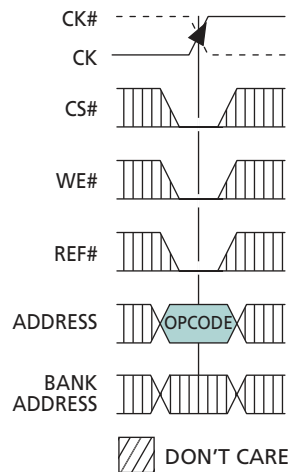 CK#
CK
CS#
WE#
REF#
ADDRESS
OPCODE
BANK
ADDRESS
DON'T CARE